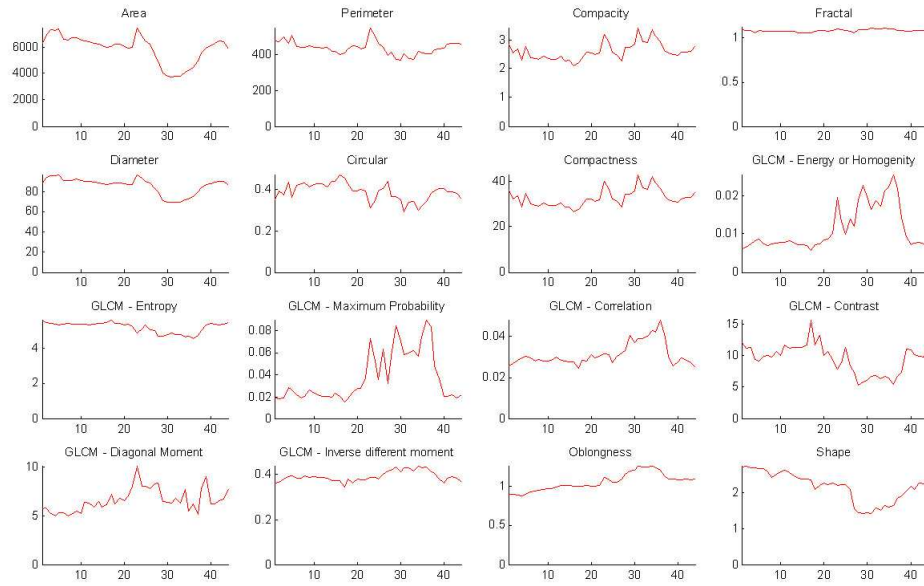 Area
Perimeter
Compacity
Fractal
6000
4000
2000
0
10 20 30 40
400
200
0
10 20 30 40
3
2
1
0
10 20 30 40
1
0.5
0
10 20 30 40
Diameter
Circular
Compactness
GLCM - Energy or Homogenity
80
60
40
20
0
10 20 30 40
0.4
0.2
0
10 20 30 40
40
20
0
10 20 30 40
0.02
0.01
0
10 20 30 40
GLCM - Entropy
GLCM - Maximum Probability
GLCM - Correlation
GLCM - Contrast
4
2
0
10 20 30 40
0.08
0.06
0.04
0.02
0
10 20 30 40
0.04
0.02
0
10 20 30 40
15
10
5
0
10 20 30 40
GLCM - Diagonal Moment
GLCM - Inverse different moment
Oblongness
Shape
10
5
0
10 20 30 40
0.4
0.2
0
10 20 30 40
1
0.5
0
10 20 30 40
2
1
0
10 20 30 40